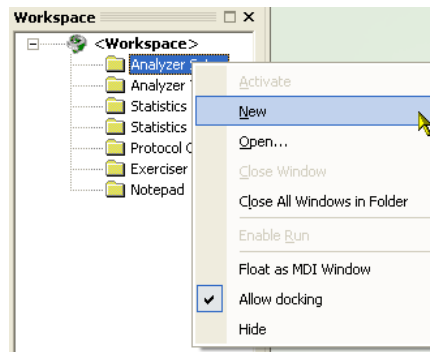 Workspace
<Workspace>
Analyzer
Analyzer
Statistics
Statistics
Protocol
Exerciser
Notepad
Activate
New
Open...
Close Window
Close All Windows in Folder
Enable Run
Float as MDI Window
Allow docking
Hide